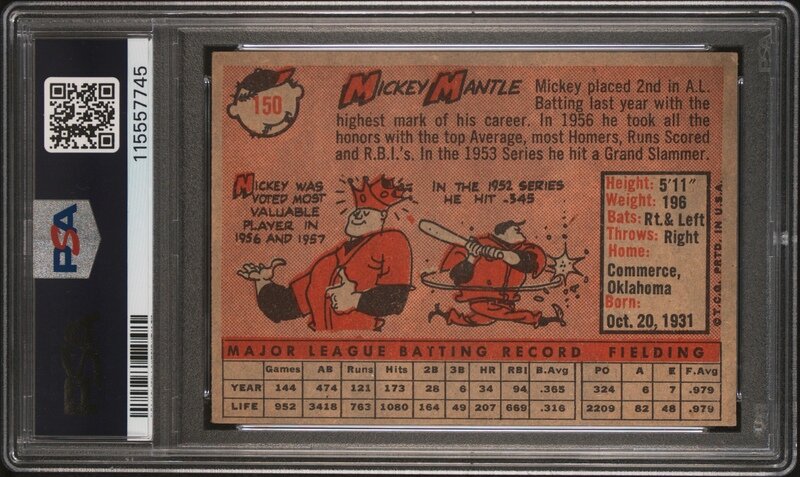 115557745
PSA
150
MICKEY MANTLE
Mickey placed 2nd in A.L.
Batting last year with the
highest mark of his career. In 1956 he took all the
honors with the top Average, most Homers, Runs Scored
and R.B.I.'s. In the 1953 Series he hit a Grand Slammer.
MICKEY WAS
VOTED MOST
VALUABLE
PLAYER IN
1956 AND 1957
IN THE 1952 SERIES
HE HIT .345
Height: 5'11"
Weight: 196
Bats: Rt. & Left
Throws: Right
Home:
Commerce,
Oklahoma
Born:
Oct. 20, 1931
© T.C.G. PRTD. IN U.S.A.
MAJOR LEAGUE BATTING RECORD FIELDING
Games AB Runs Hits 2B 3B HR RBI B.Avg PO A E F.Avg
YEAR 144 474 121 173 28 6 34 94 .365 324 6 7 .979
LIFE 952 3418 763 1080 164 49 207 669 .316 2209 82 48 .979
PSA